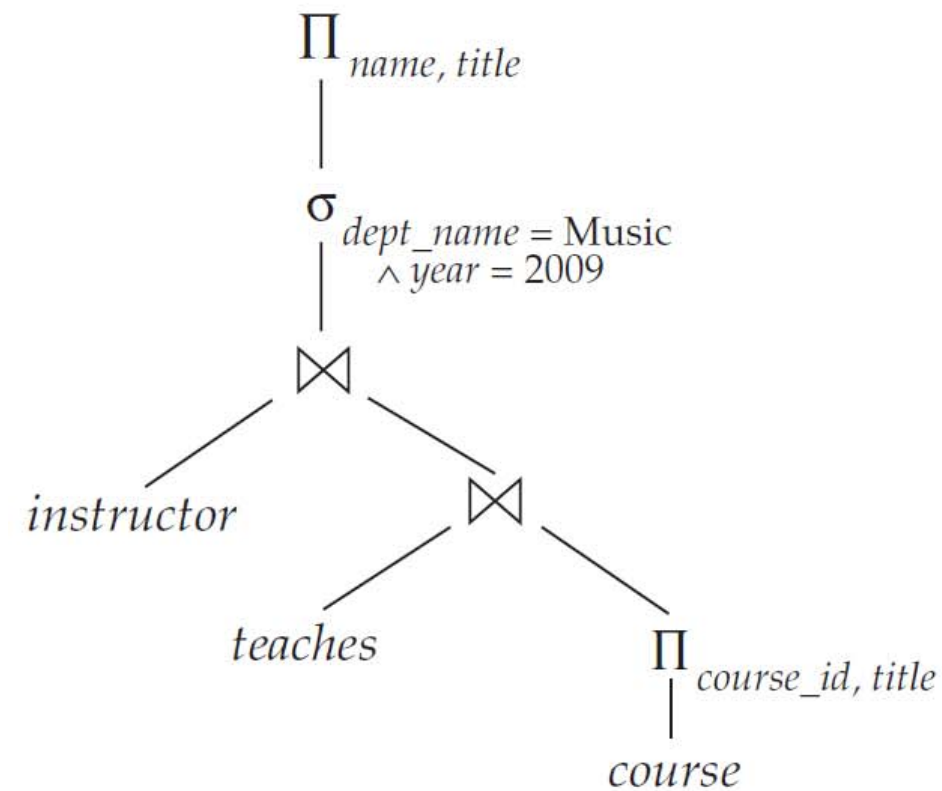 Π name, title
σ dept_name = Music
∧ year = 2009
⋈
instructor
⋈
teaches
Π course_id, title
course